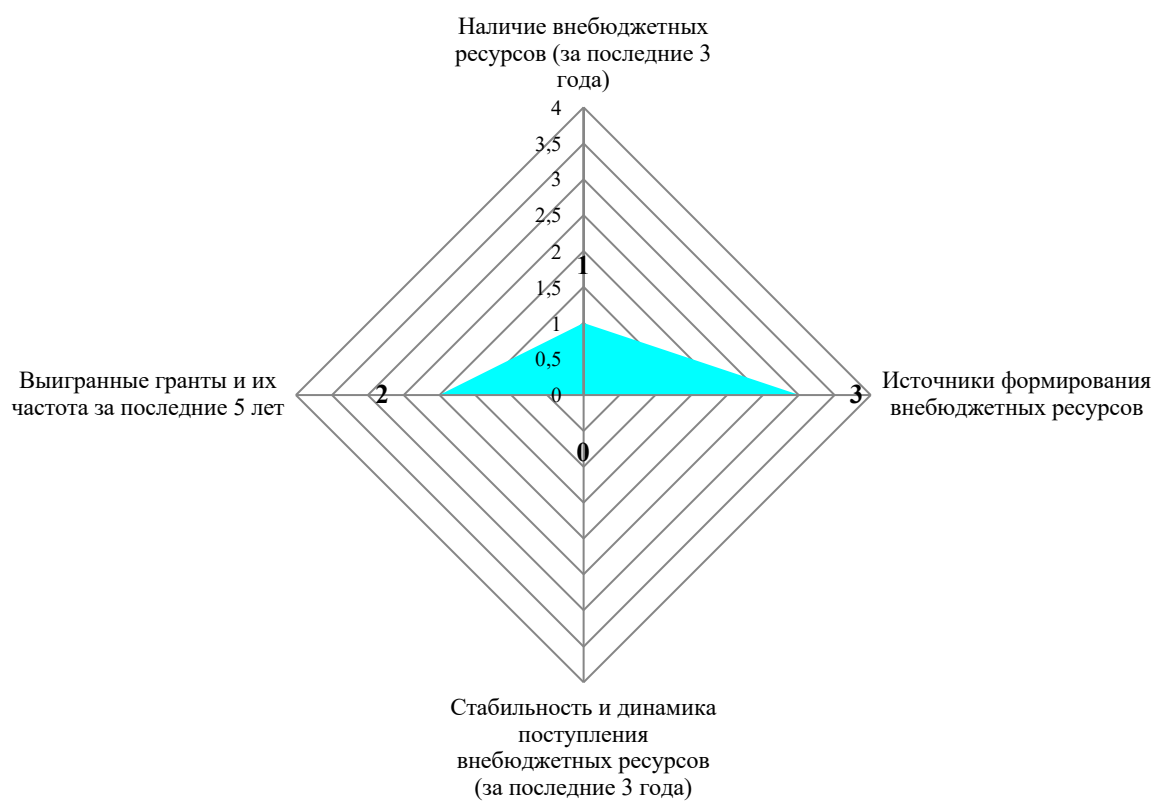 Наличие внебюджетных
ресурсов (за последние 3
года)
4
3,5
3
2,5
2
1
1,5
1
0,5
0
Выигранные гранты и их
частота за последние 5 лет
2
3
Источники формирования
внебюджетных ресурсов
0
Стабильность и динамика
поступления
внебюджетных ресурсов
(за последние 3 года)